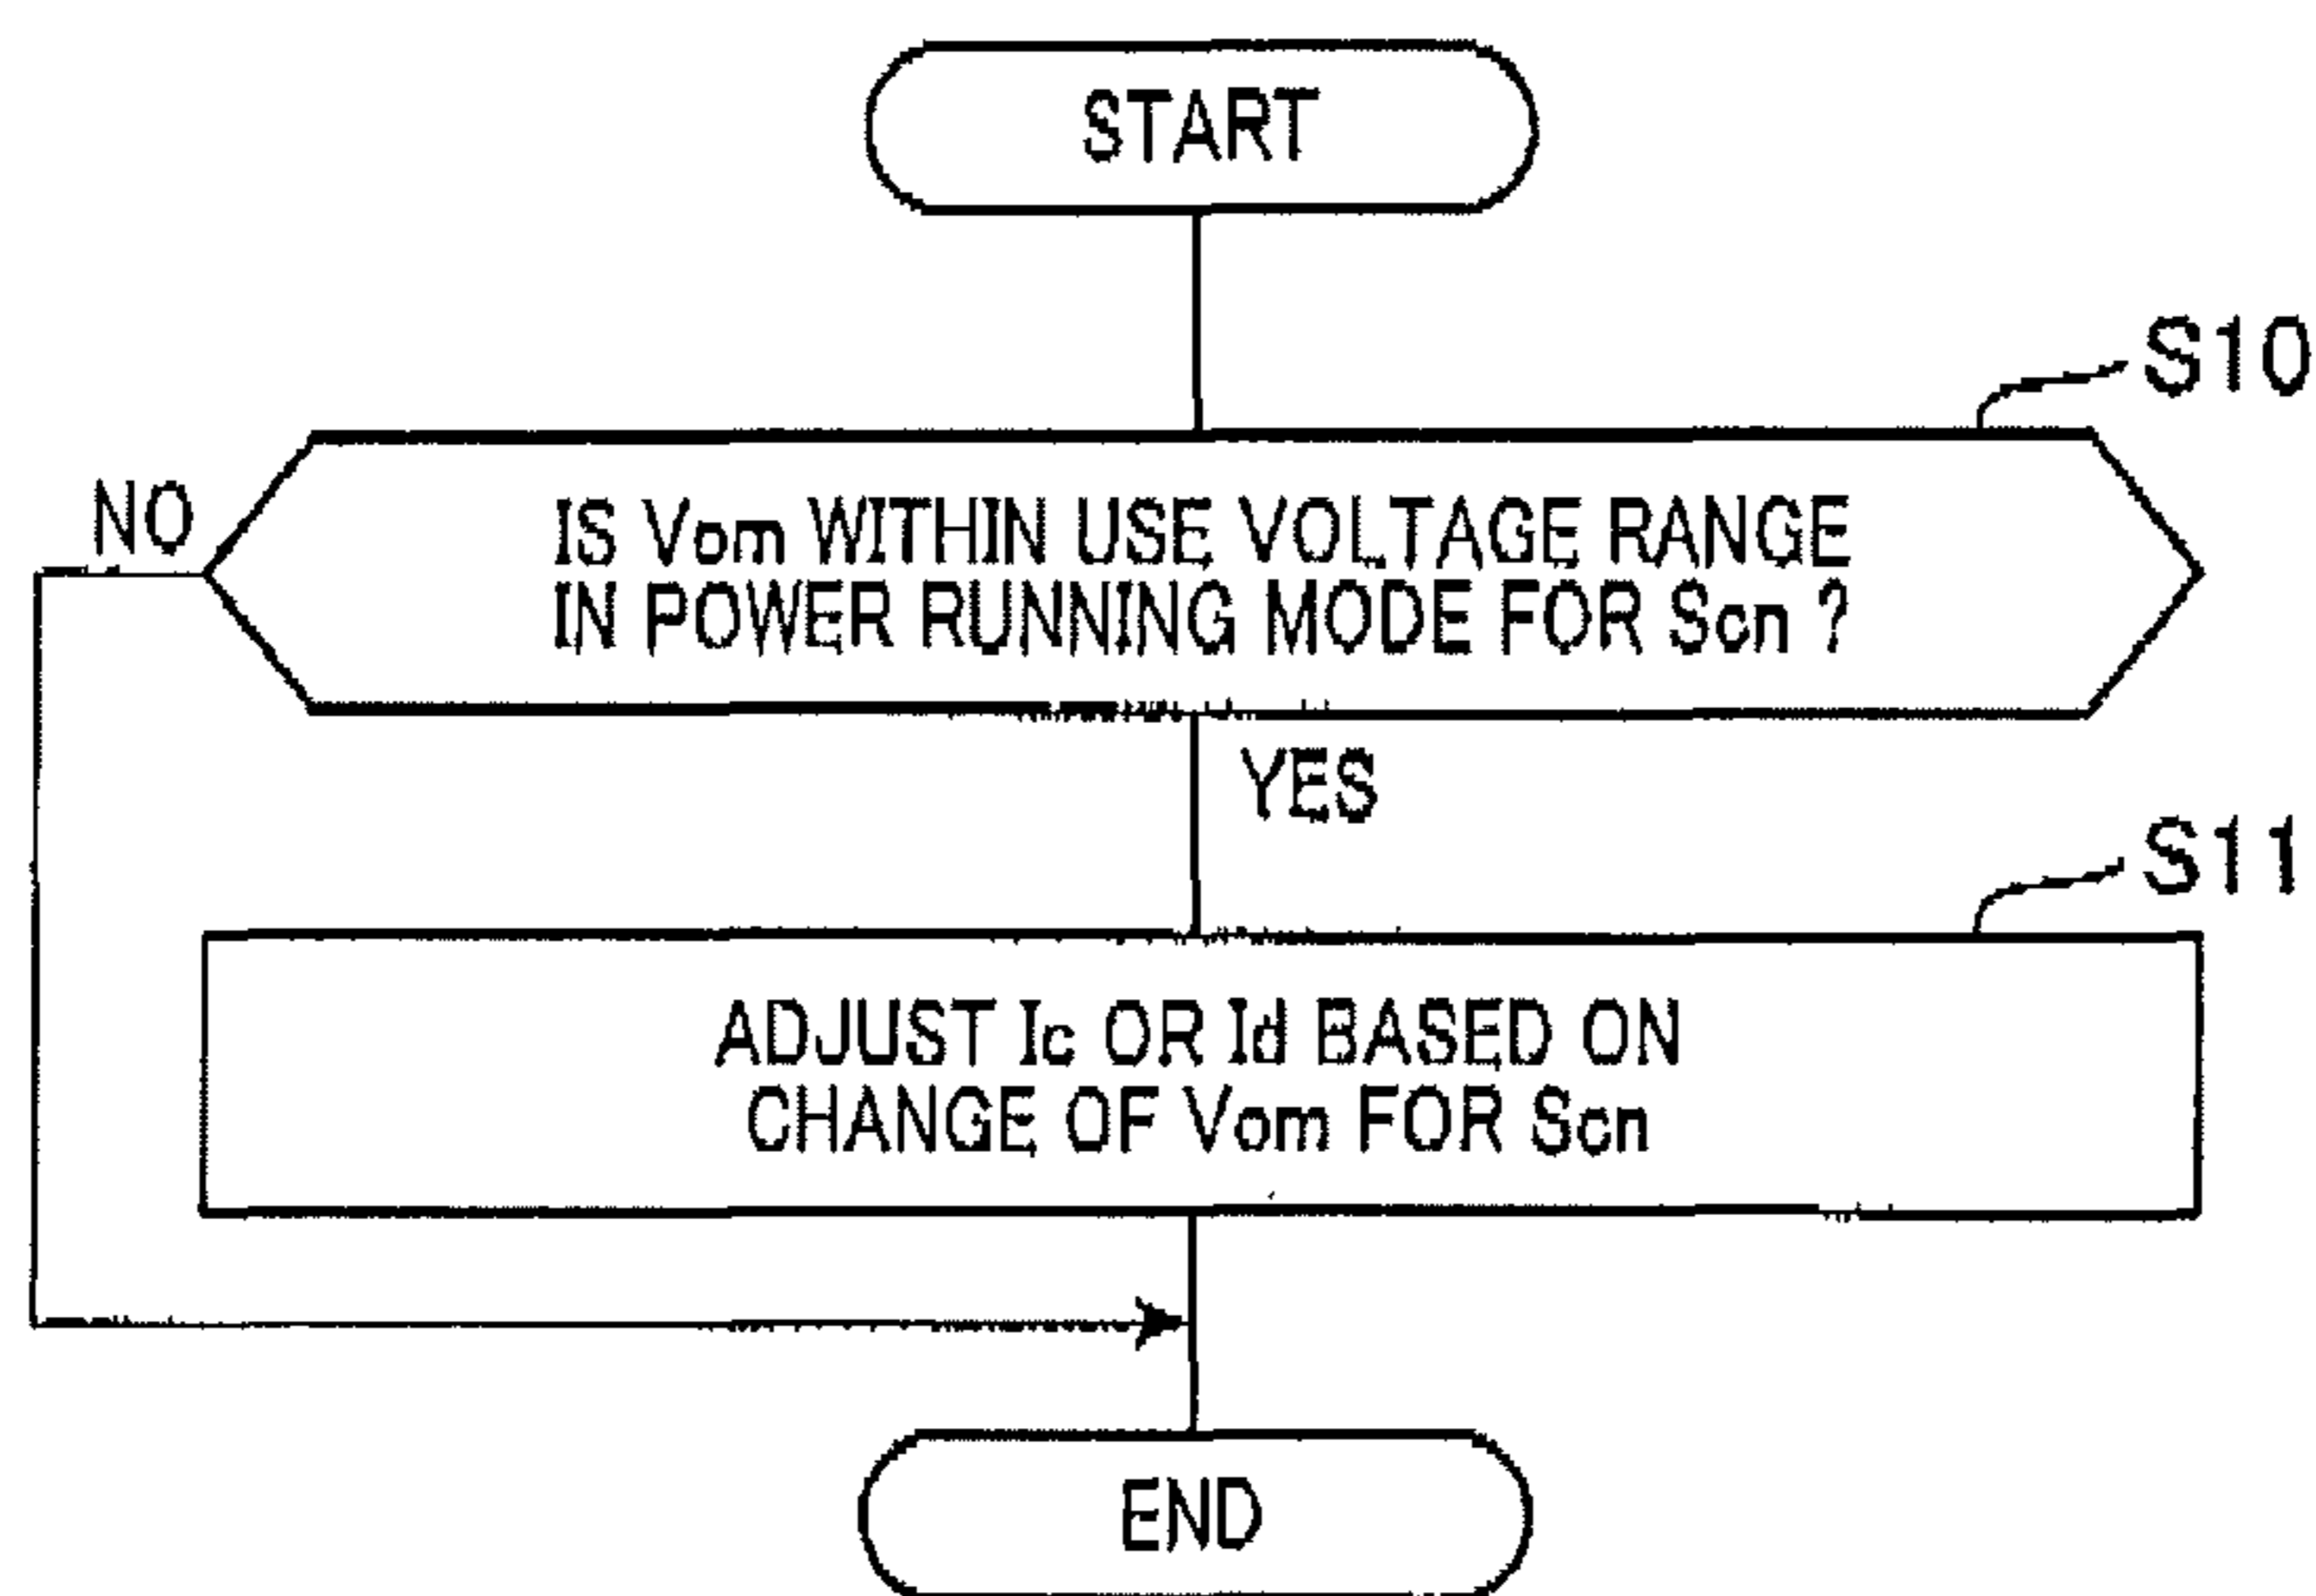 START
S10
NO
IS Vom WITHIN USE VOLTAGE RANGE
IN POWER RUNNING MODE FOR Scn ?
YES
S11
ADJUST Ic OR Id BASED ON
CHANGE OF Vom FOR Scn
END